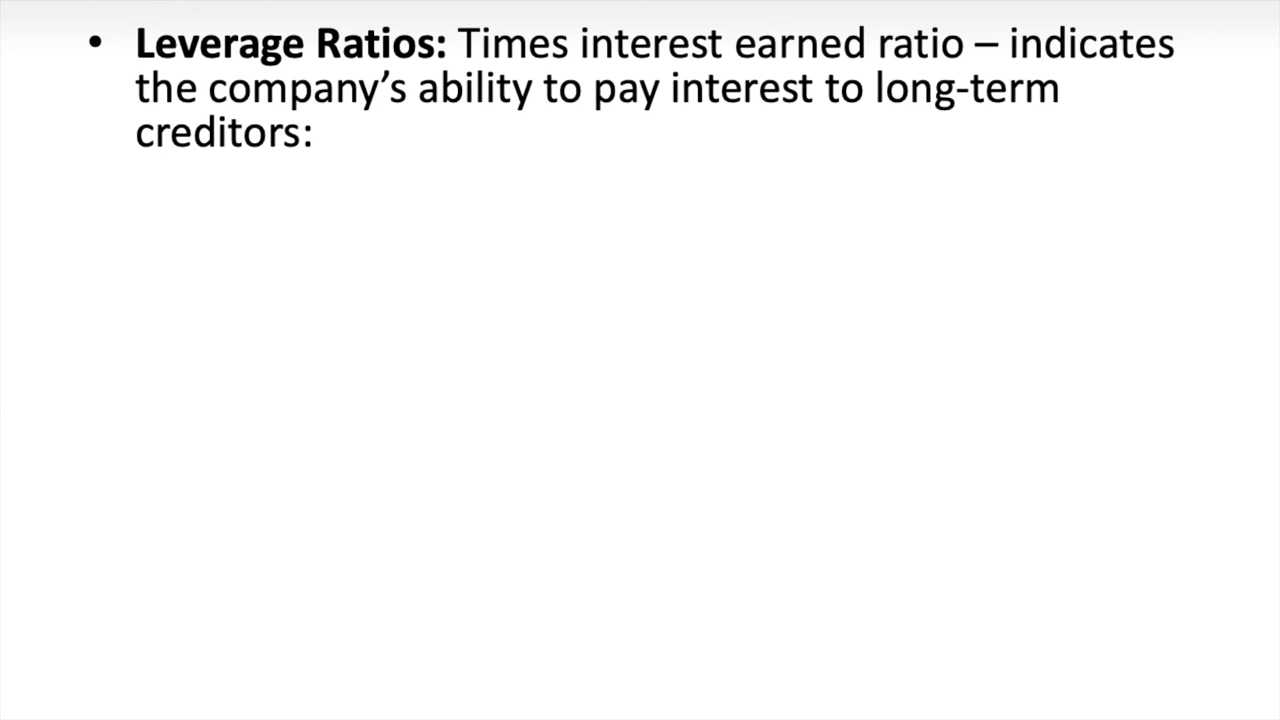 • Leverage Ratios: Times interest earned ratio – indicates
the company’s ability to pay interest to long-term
creditors: